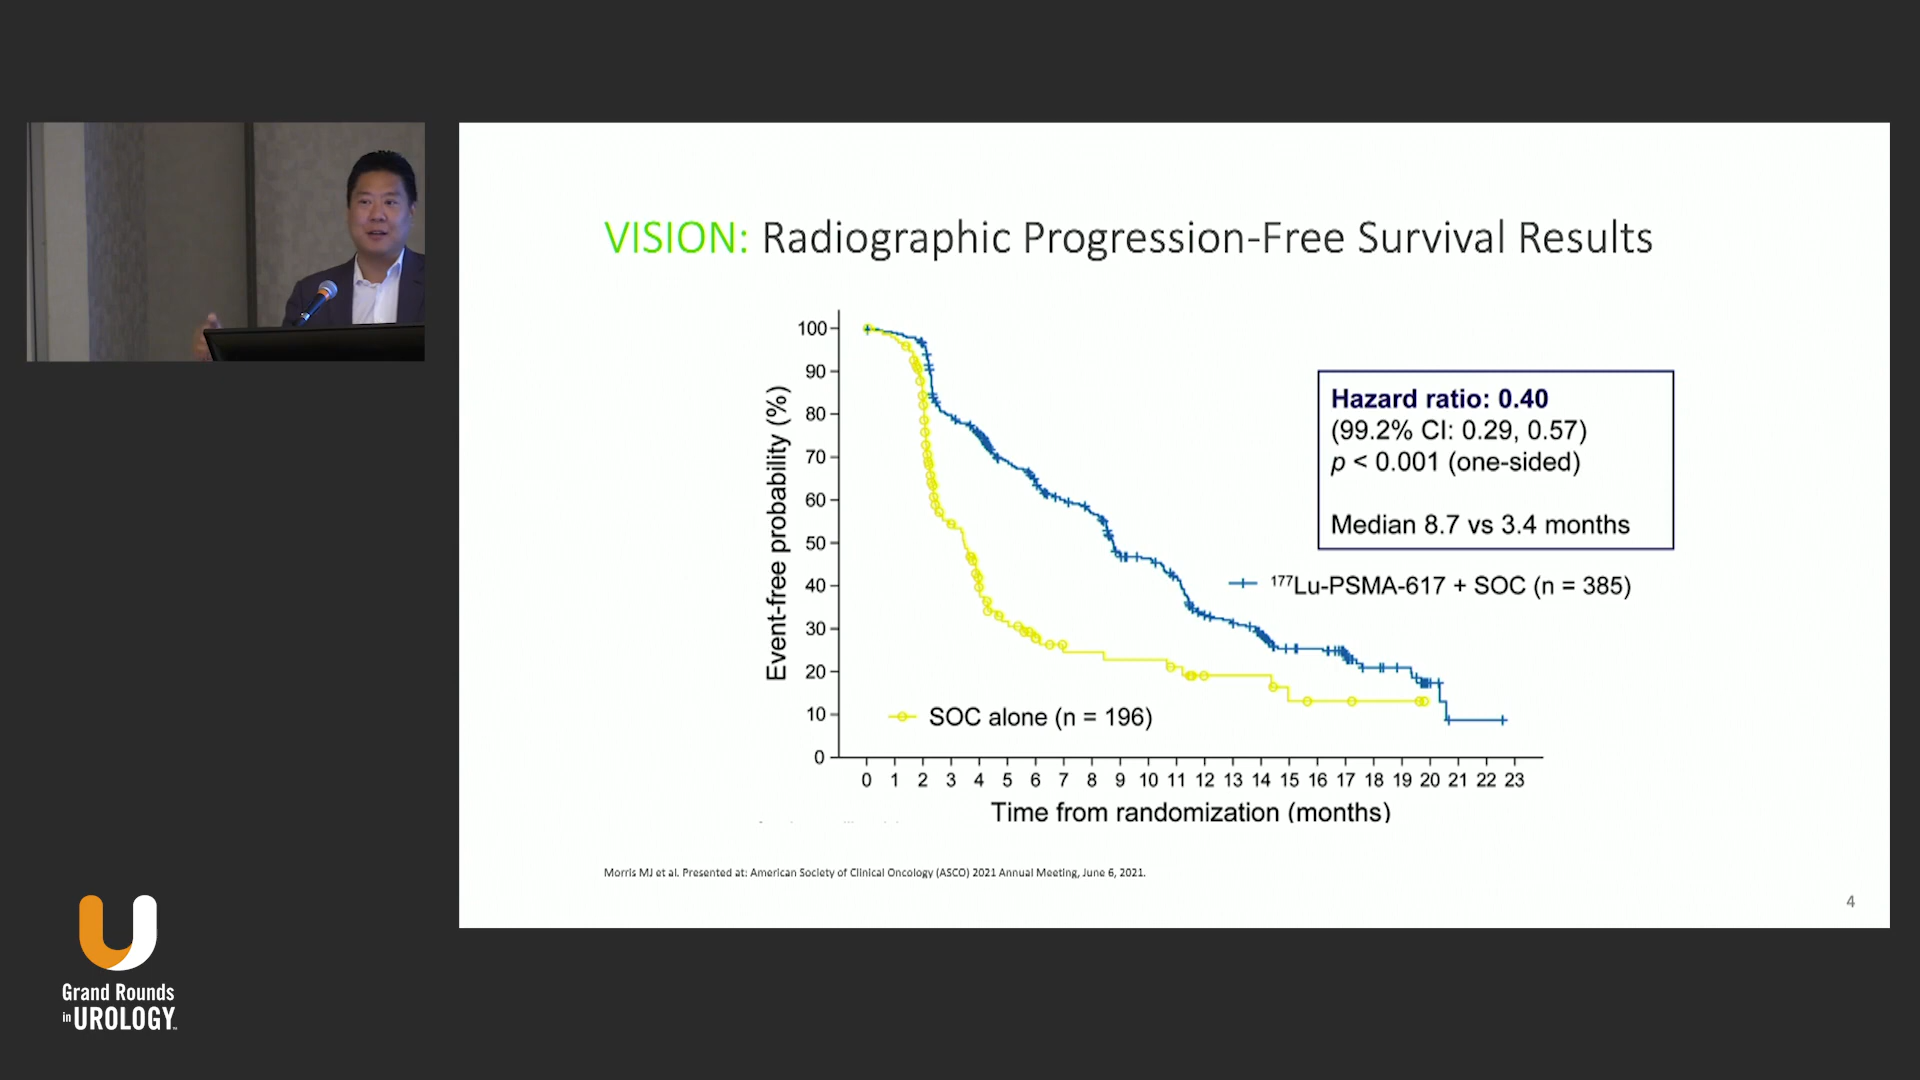 VISION: Radiographic Progression-Free Survival Results
Event-free probability (%)
100
90
80
70
60
50
40
30
20
10
0
Hazard ratio: 0.40
(99.2% CI: 0.29, 0.57)
p < 0.001 (one-sided)
Median 8.7 vs 3.4 months
¹⁷⁷Lu-PSMA-617 + SOC (n = 385)
SOC alone (n = 196)
0 1 2 3 4 5 6 7 8 9 10 11 12 13 14 15 16 17 18 19 20 21 22 23
Time from randomization (months)
Morris MJ et al. Presented at: American Society of Clinical Oncology (ASCO) 2021 Annual Meeting, June 6, 2021.
4
Grand Rounds
in UROLOGY